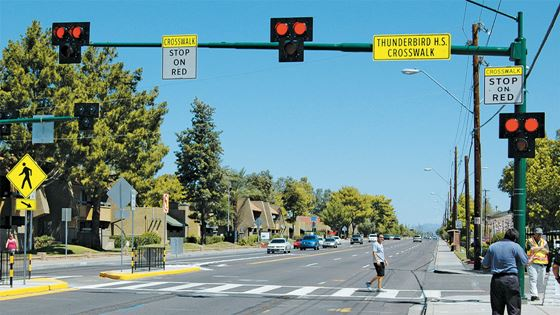 CROSSWALK
STOP
ON
RED
THUNDERBIRD H.S.
CROSSWALK
CROSSWALK
STOP
ON
RED